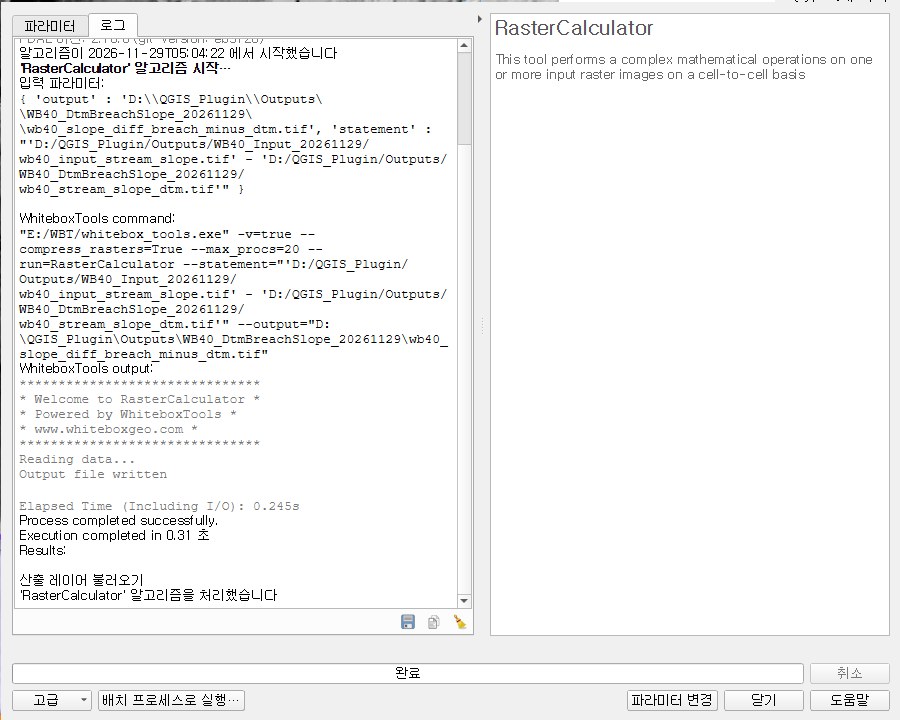 파라미터
로그
알고리즘이 2026-11-29T05:04:22 에서 시작했습니다
'RasterCalculator' 알고리즘 시작…
입력 파라미터:
{ 'output' : 'D:\\QGIS_Plugin\\Outputs\
\WB40_DtmBreachSlope_20261129\
\wb40_slope_diff_breach_minus_dtm.tif', 'statement' :
"'D:/QGIS_Plugin/Outputs/WB40_Input_20261129/
wb40_input_stream_slope.tif' - 'D:/QGIS_Plugin/Outputs/
WB40_DtmBreachSlope_20261129/
wb40_stream_slope_dtm.tif'" }
WhiteboxTools command:
"E:/WBT/whitebox_tools.exe" -v=true --
compress_rasters=True --max_procs=20 --
run=RasterCalculator --statement="'D:/QGIS_Plugin/
Outputs/WB40_Input_20261129/
wb40_input_stream_slope.tif' - 'D:/QGIS_Plugin/Outputs/
WB40_DtmBreachSlope_20261129/
wb40_stream_slope_dtm.tif'" --output="D:
\QGIS_Plugin\Outputs\WB40_DtmBreachSlope_20261129\wb40_
slope_diff_breach_minus_dtm.tif"
WhiteboxTools output:
******************************
* Welcome to RasterCalculator *
* Powered by WhiteboxTools *
* www.whiteboxgeo.com *
******************************
Reading data...
Output file written
Elapsed Time (Including I/O): 0.245s
Process completed successfully.
Execution completed in 0.31 초
Results:
산출 레이어 불러오기
'RasterCalculator' 알고리즘을 처리했습니다
RasterCalculator
This tool performs a complex mathematical operations on one
or more input raster images on a cell-to-cell basis
완료
취소
고급
배치 프로세스로 실행…
파라미터 변경
닫기
도움말